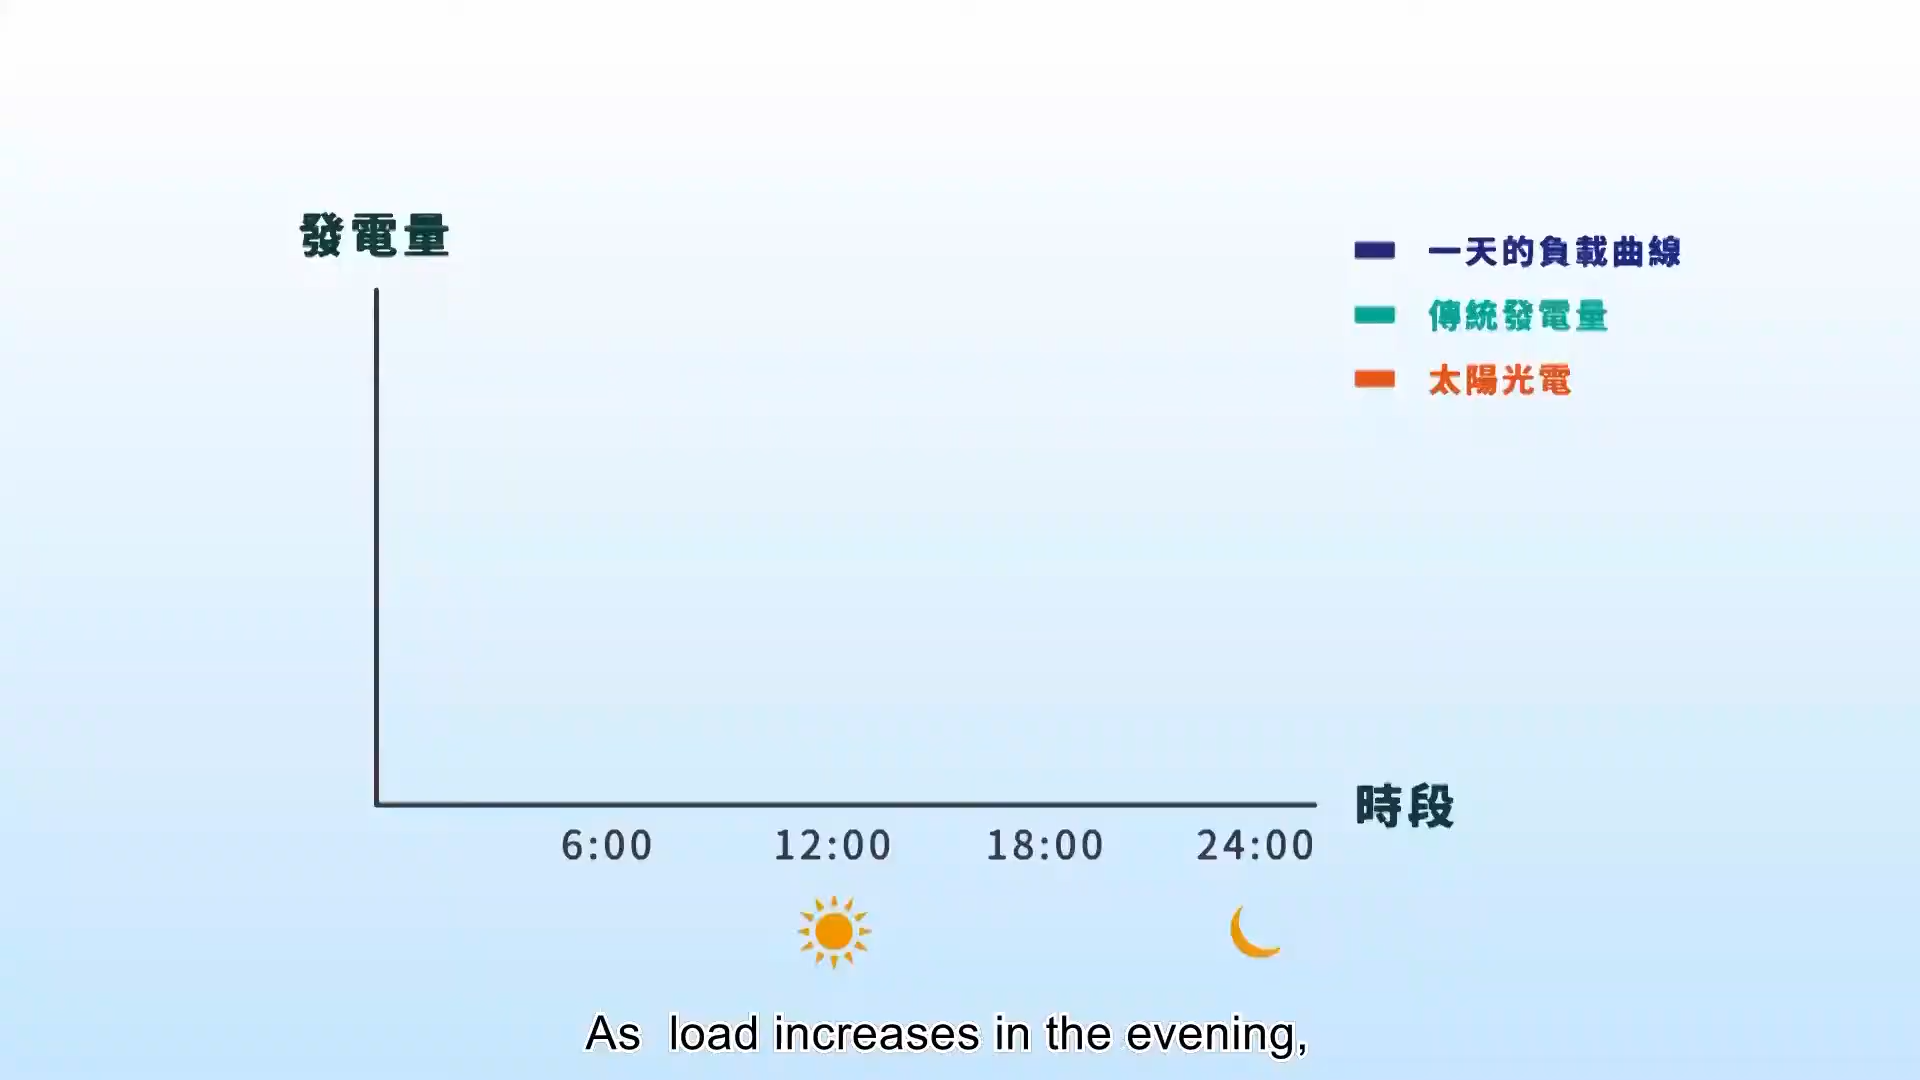 發電量
一天的負載曲線
傳統發電量
太陽光電
時段
6:00 12:00 18:00 24:00
As load increases in the evening,